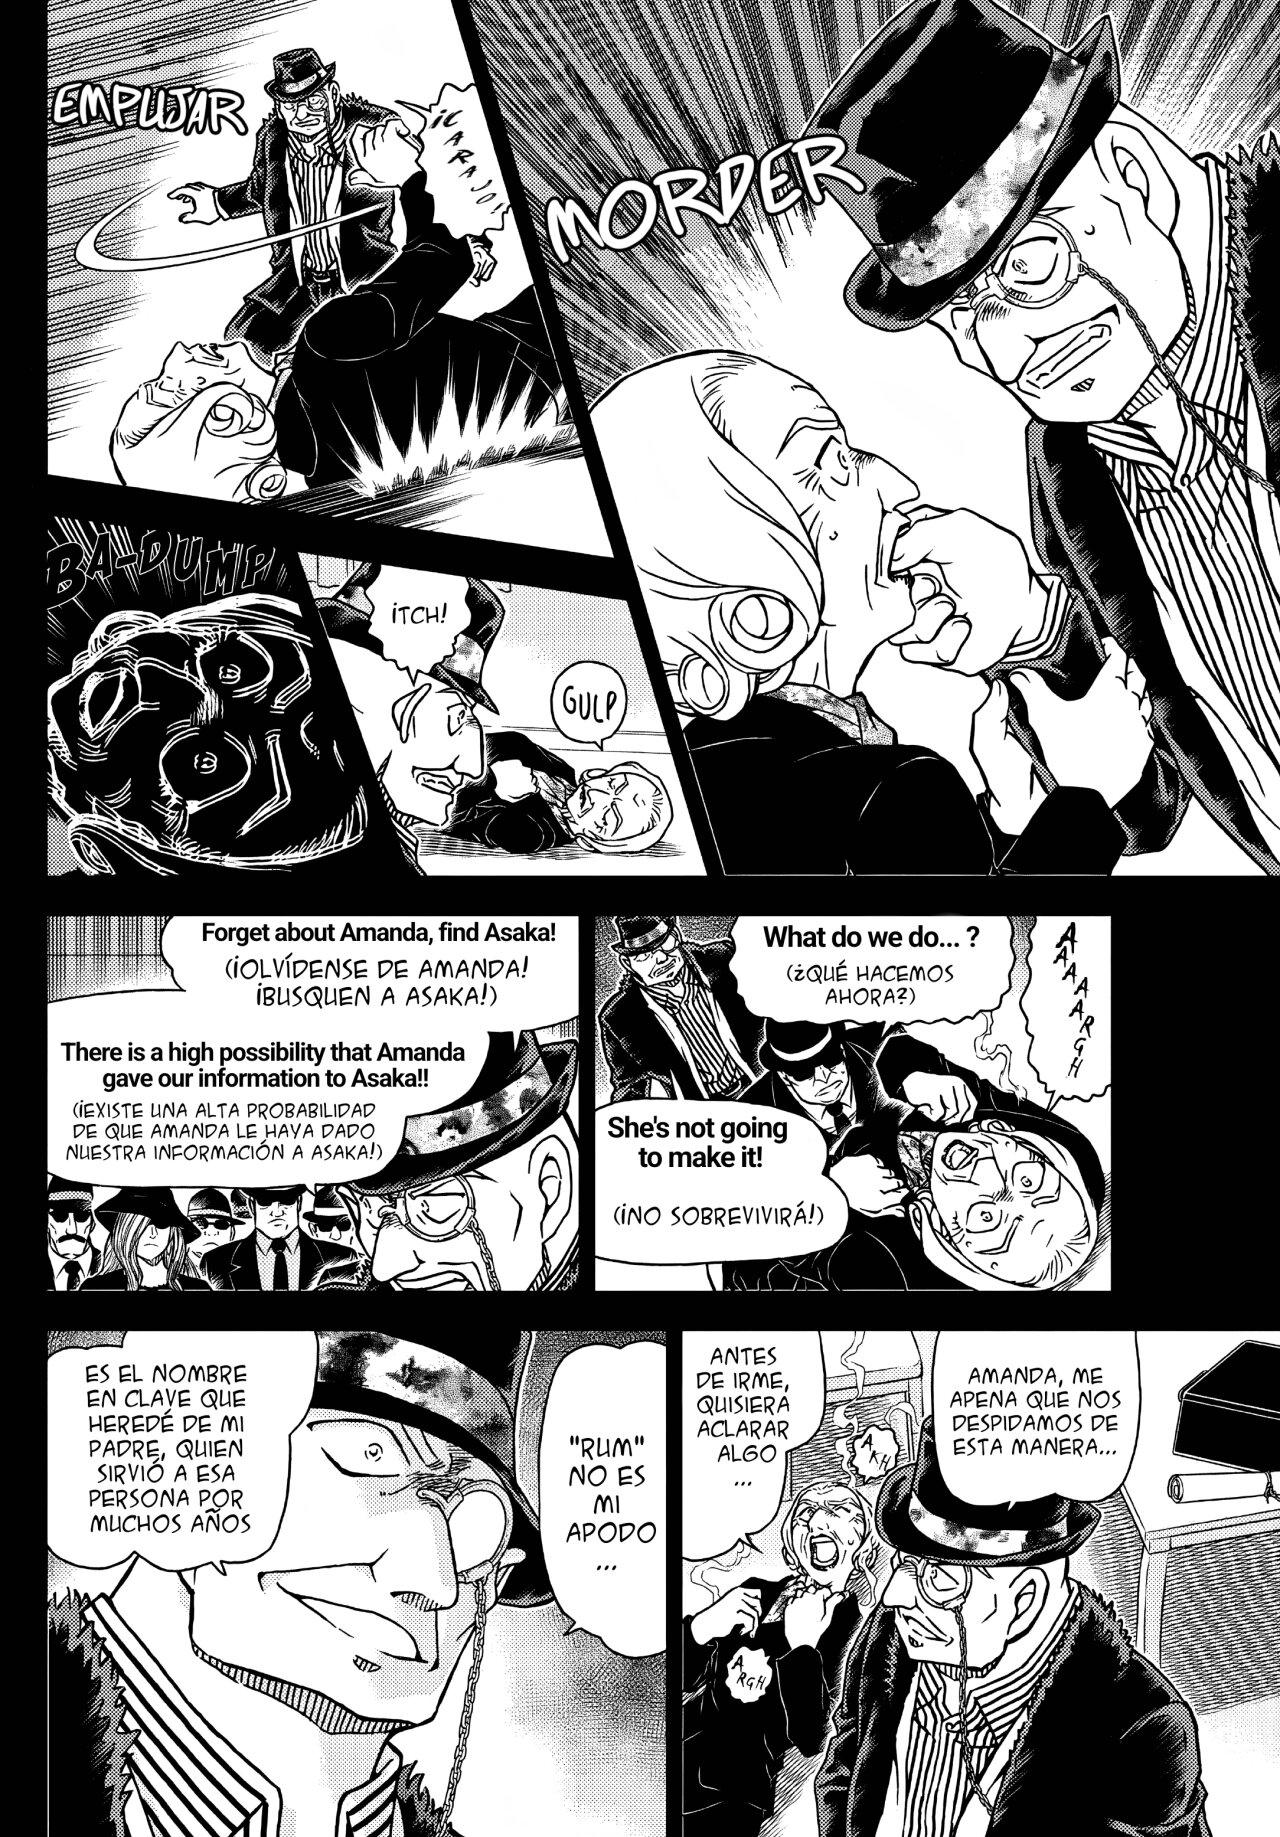 MORDER
EMPUJAR
¡CARAJO!
GULP
¡TCH!
BA-DUMP
AAAAARGH
What do we do... ?
(¿QUÉ HACEMOS
AHORA?)
She's not going
to make it!
(¡NO SOBREVIVIRÁ!)
Forget about Amanda, find Asaka!
(¡OLVÍDENSE DE AMANDA!
¡BUSQUEN A ASAKA!)
There is a high possibility that Amanda
gave our information to Asaka!!
(¡EXISTE UNA ALTA PROBABILIDAD
DE QUE AMANDA LE HAYA DADO
NUESTRA INFORMACIÓN A ASAKA!)
AMANDA, ME
APENA QUE NOS
DESPIDAMOS DE
ESTA MANERA...
AKH
ANTES
DE IRME,
QUISIERA
ACLARAR
ALGO
...
ARGH
"RUM"
NO ES
MI
APODO
...
ES EL NOMBRE
EN CLAVE QUE
HEREDÉ DE MI
PADRE, QUIEN
SIRVIÓ A ESA
PERSONA POR
MUCHOS AÑOS